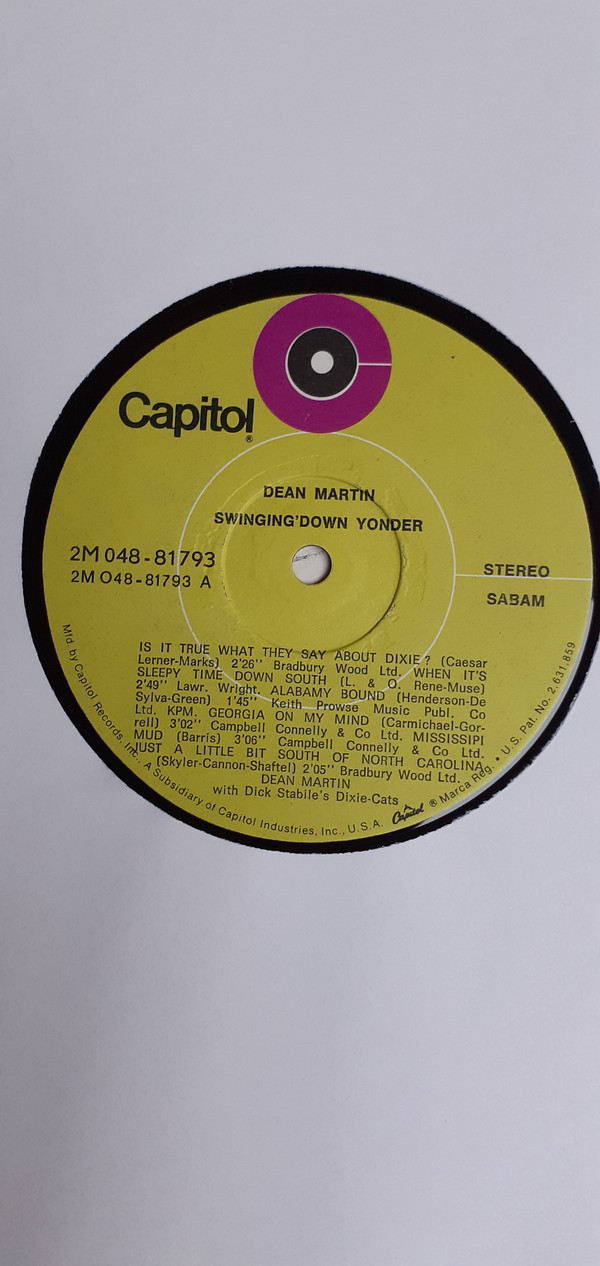 Capitol®
DEAN MARTIN
SWINGING'DOWN YONDER
2M 048-81793
2M O48-81793 A
STEREO
SABAM
IS IT TRUE WHAT THEY SAY ABOUT DIXIE? (Caesar
Lerner-Marks) 2'26'' Bradbury Wood Ltd. WHEN IT'S
SLEEPY TIME DOWN SOUTH (L. & O. Rene-Muse)
2'49'' Lawr. Wright. ALABAMY BOUND (Henderson-De
Sylva-Green) 1'45'' Keith Prowse Music Publ. Co
Ltd. KPM. GEORGIA ON MY MIND (Carmichael-Gor-
rell) 3'02'' Campbell Connelly & Co Ltd. MISSISSIPI
MUD (Barris) 3'06'' Campbell Connelly & Co Ltd.
JUST A LITTLE BIT SOUTH OF NORTH CAROLINA.
(Skyler-Cannon-Shaftel) 2'05'' Bradbury Wood Ltd.
DEAN MARTIN
with Dick Stabile's Dixie-Cats
Mfd. by Capitol Records, Inc., A Subsidiary of Capitol Industries, Inc., U.S.A. Capitol ® Marca Reg. • U.S. Pat. No. 2,631,859